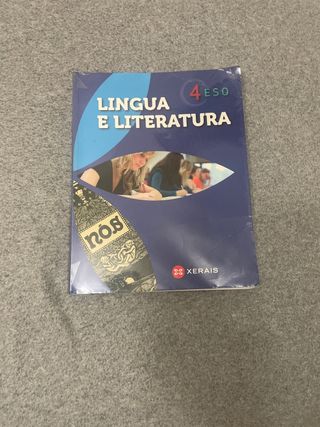 4 ESO
LINGUA
E LITERATURA
NÓS
XERAIS